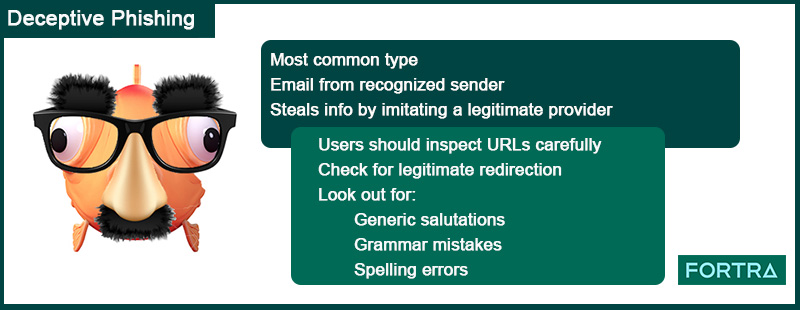 Deceptive Phishing
Most common type
Email from recognized sender
Steals info by imitating a legitimate provider
Users should inspect URLs carefully
Check for legitimate redirection
Look out for:
Generic salutations
Grammar mistakes
Spelling errors
FORTRA